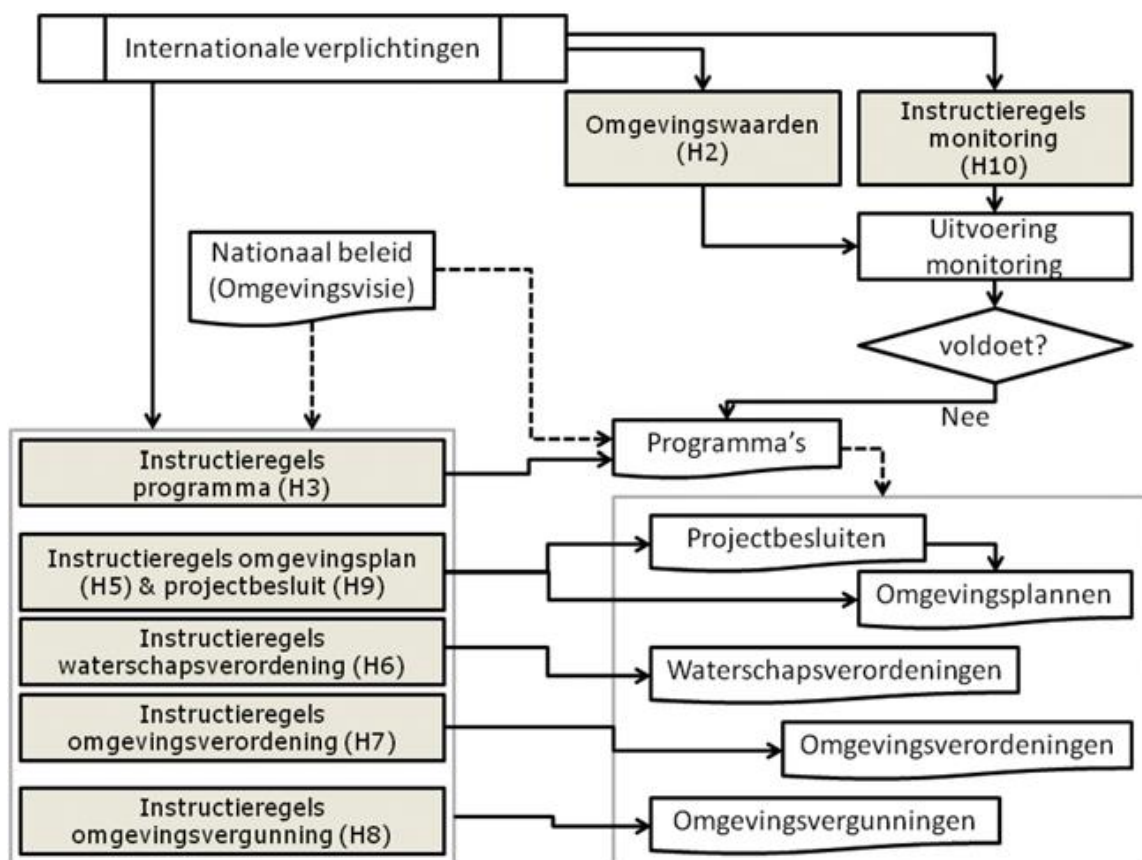 Internationale verplichtingen
Omgevingswaarden
(H2)
Instructieregels
monitoring
(H10)
Nationaal beleid
(Omgevingsvisie)
Uitvoering
monitoring
voldoet?
Nee
Programma's
Instructieregels
programma (H3)
Instructieregels omgevingsplan
(H5) & projectbesluit (H9)
Instructieregels
waterschapsverordening (H6)
Instructieregels
omgevingsverordening (H7)
Instructieregels
omgevingsvergunning (H8)
Projectbesluiten
Omgevingsplannen
Waterschapsverordeningen
Omgevingsverordeningen
Omgevingsvergunningen